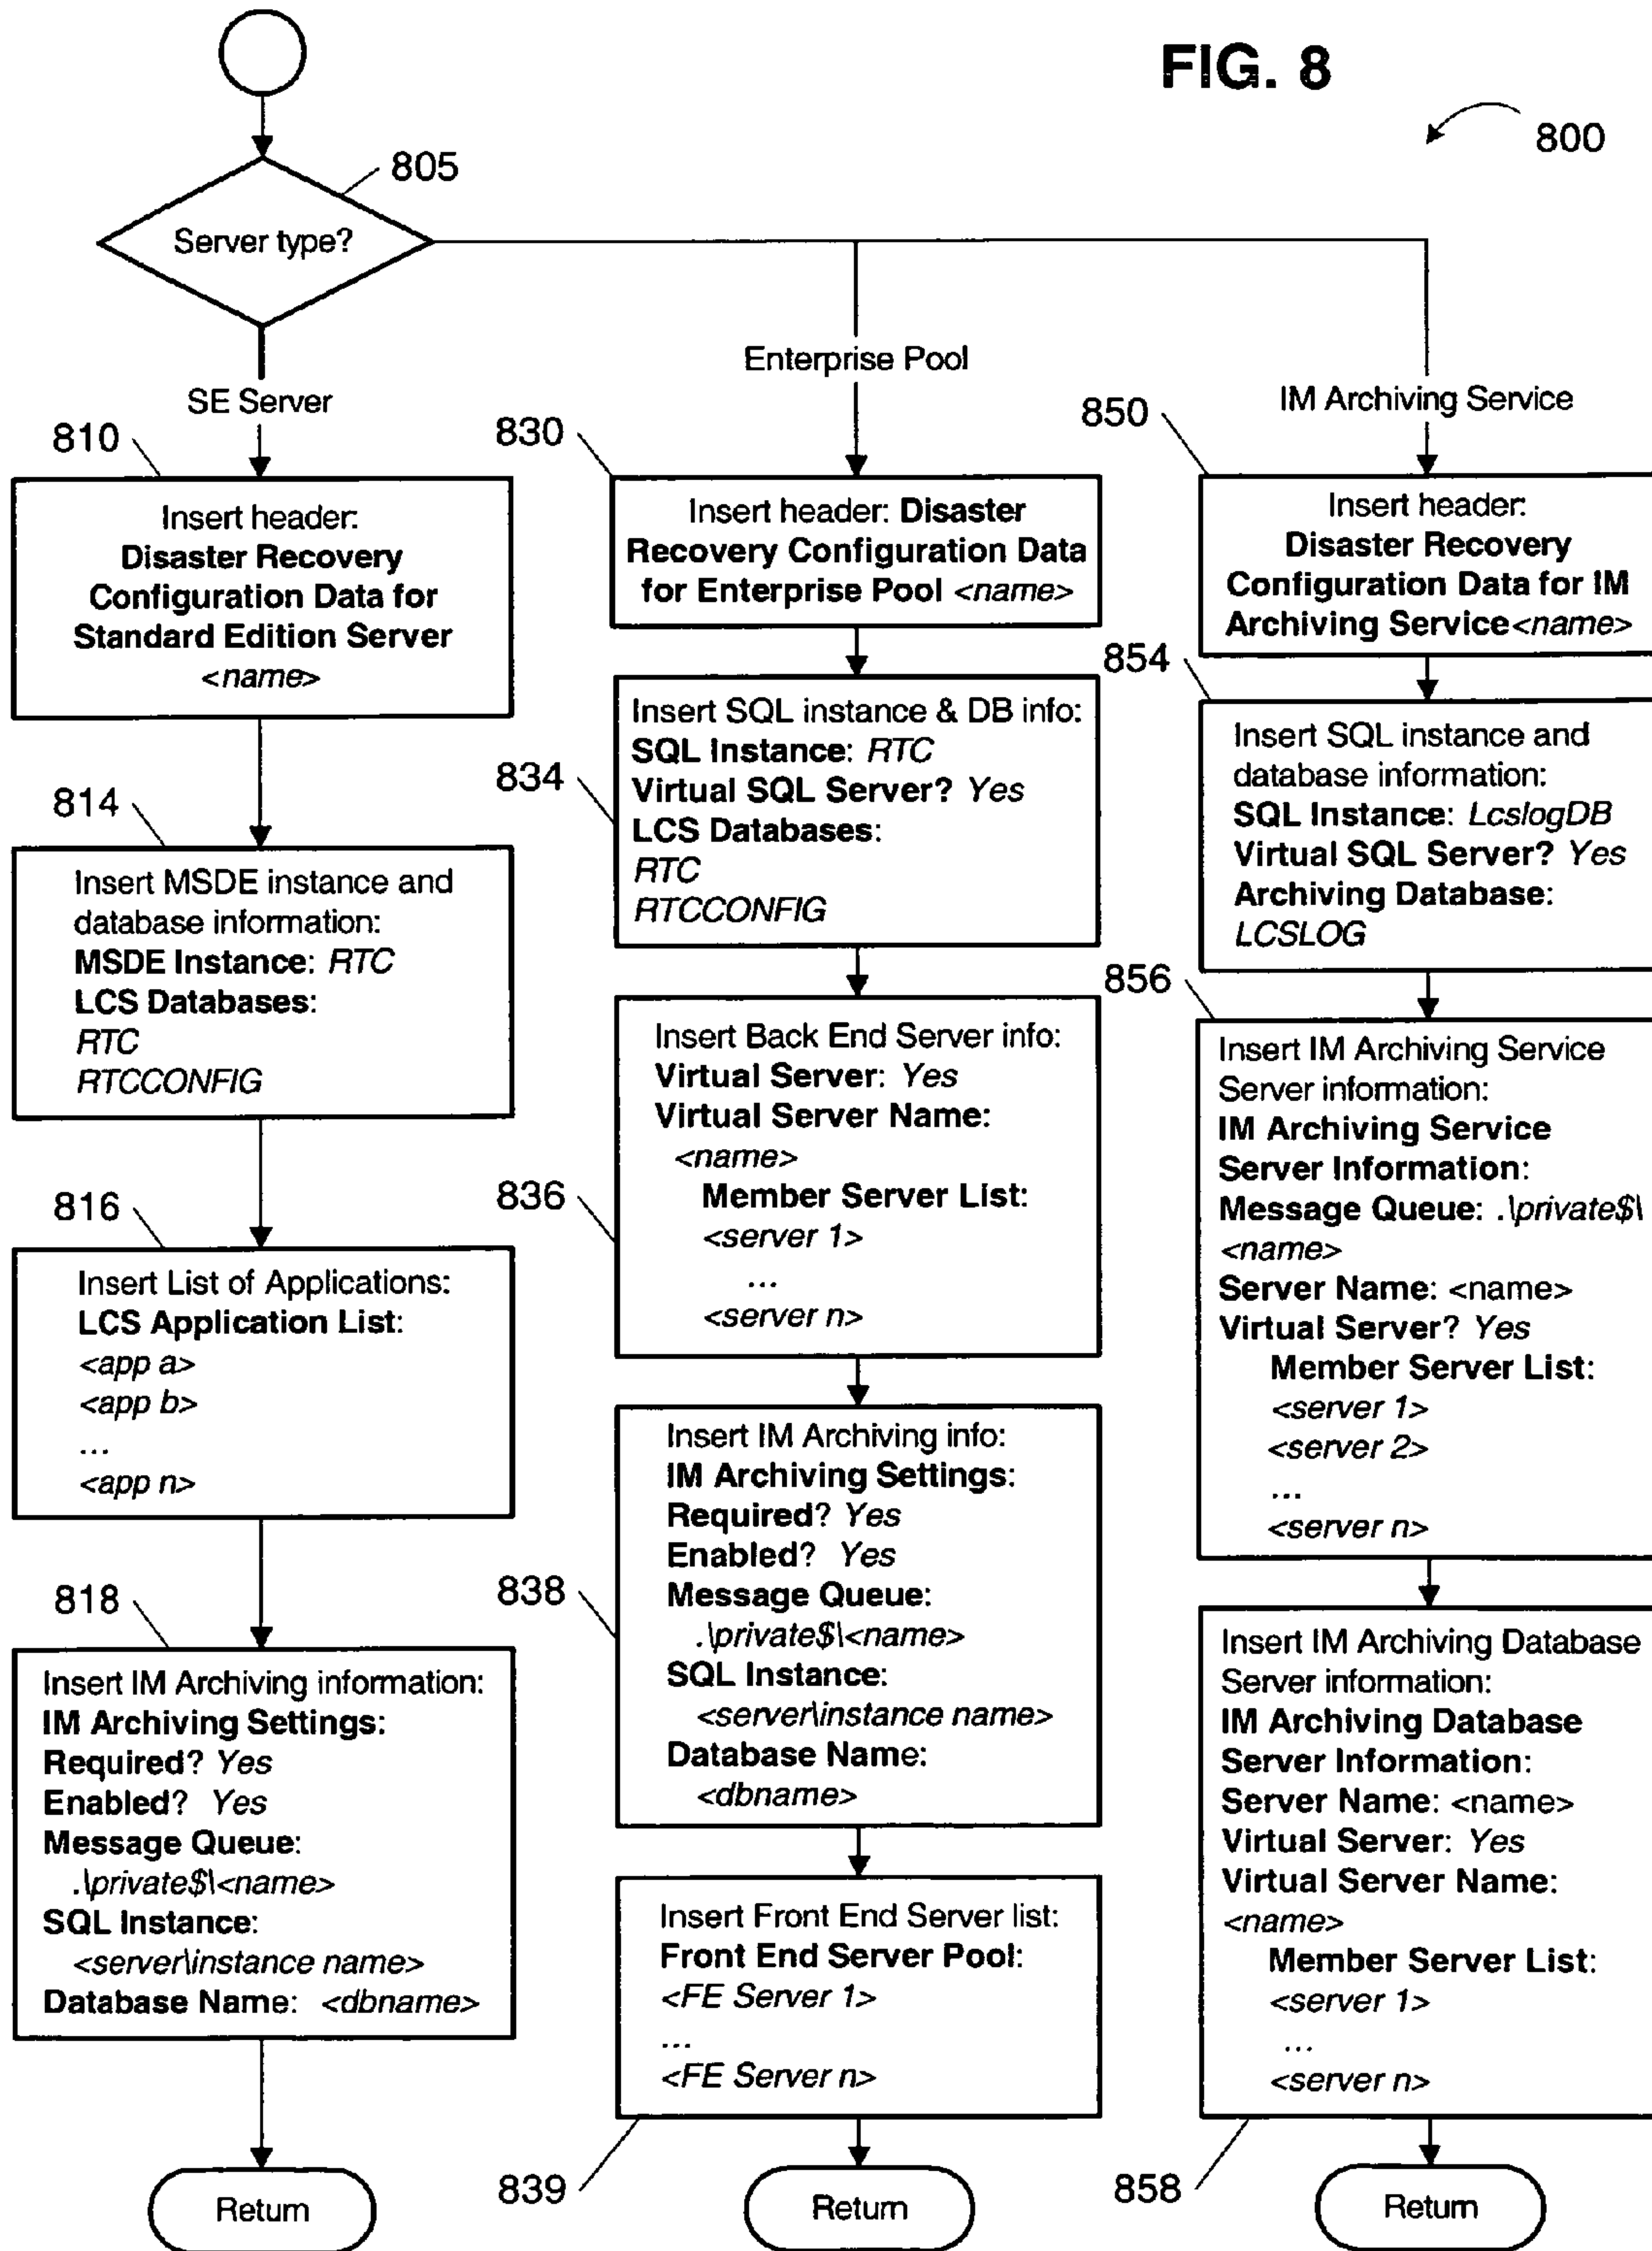 FIG. 8
800
805
Server type?
SE Server
Enterprise Pool
IM Archiving Service
810
Insert header:
Disaster Recovery
Configuration Data for
Standard Edition Server
<name>
814
Insert MSDE instance and
database information:
MSDE Instance: RTC
LCS Databases:
RTC
RTCCONFIG
816
Insert List of Applications:
LCS Application List:
<app a>
<app b>
...
<app n>
818
Insert IM Archiving information:
IM Archiving Settings:
Required? Yes
Enabled? Yes
Message Queue:
.\private$\<name>
SQL Instance:
<server\instance name>
Database Name: <dbname>
Return
830
Insert header: Disaster
Recovery Configuration Data
for Enterprise Pool <name>
834
Insert SQL instance & DB info:
SQL Instance: RTC
Virtual SQL Server? Yes
LCS Databases:
RTC
RTCCONFIG
836
Insert Back End Server info:
Virtual Server: Yes
Virtual Server Name:
<name>
Member Server List:
<server 1>
...
<server n>
838
Insert IM Archiving info:
IM Archiving Settings:
Required? Yes
Enabled? Yes
Message Queue:
.\private$\<name>
SQL Instance:
<server\instance name>
Database Name:
<dbname>
839
Insert Front End Server list:
Front End Server Pool:
<FE Server 1>
...
<FE Server n>
Return
850
Insert header:
Disaster Recovery
Configuration Data for IM
Archiving Service<name>
854
Insert SQL instance and
database information:
SQL Instance: LcslogDB
Virtual SQL Server? Yes
Archiving Database:
LCSLOG
856
Insert IM Archiving Service
Server information:
IM Archiving Service
Server Information:
Message Queue: .\private$\
<name>
Server Name: <name>
Virtual Server? Yes
Member Server List:
<server 1>
<server 2>
...
<server n>
858
Insert IM Archiving Database
Server information:
IM Archiving Database
Server Information:
Server Name: <name>
Virtual Server: Yes
Virtual Server Name:
<name>
Member Server List:
<server 1>
...
<server n>
Return